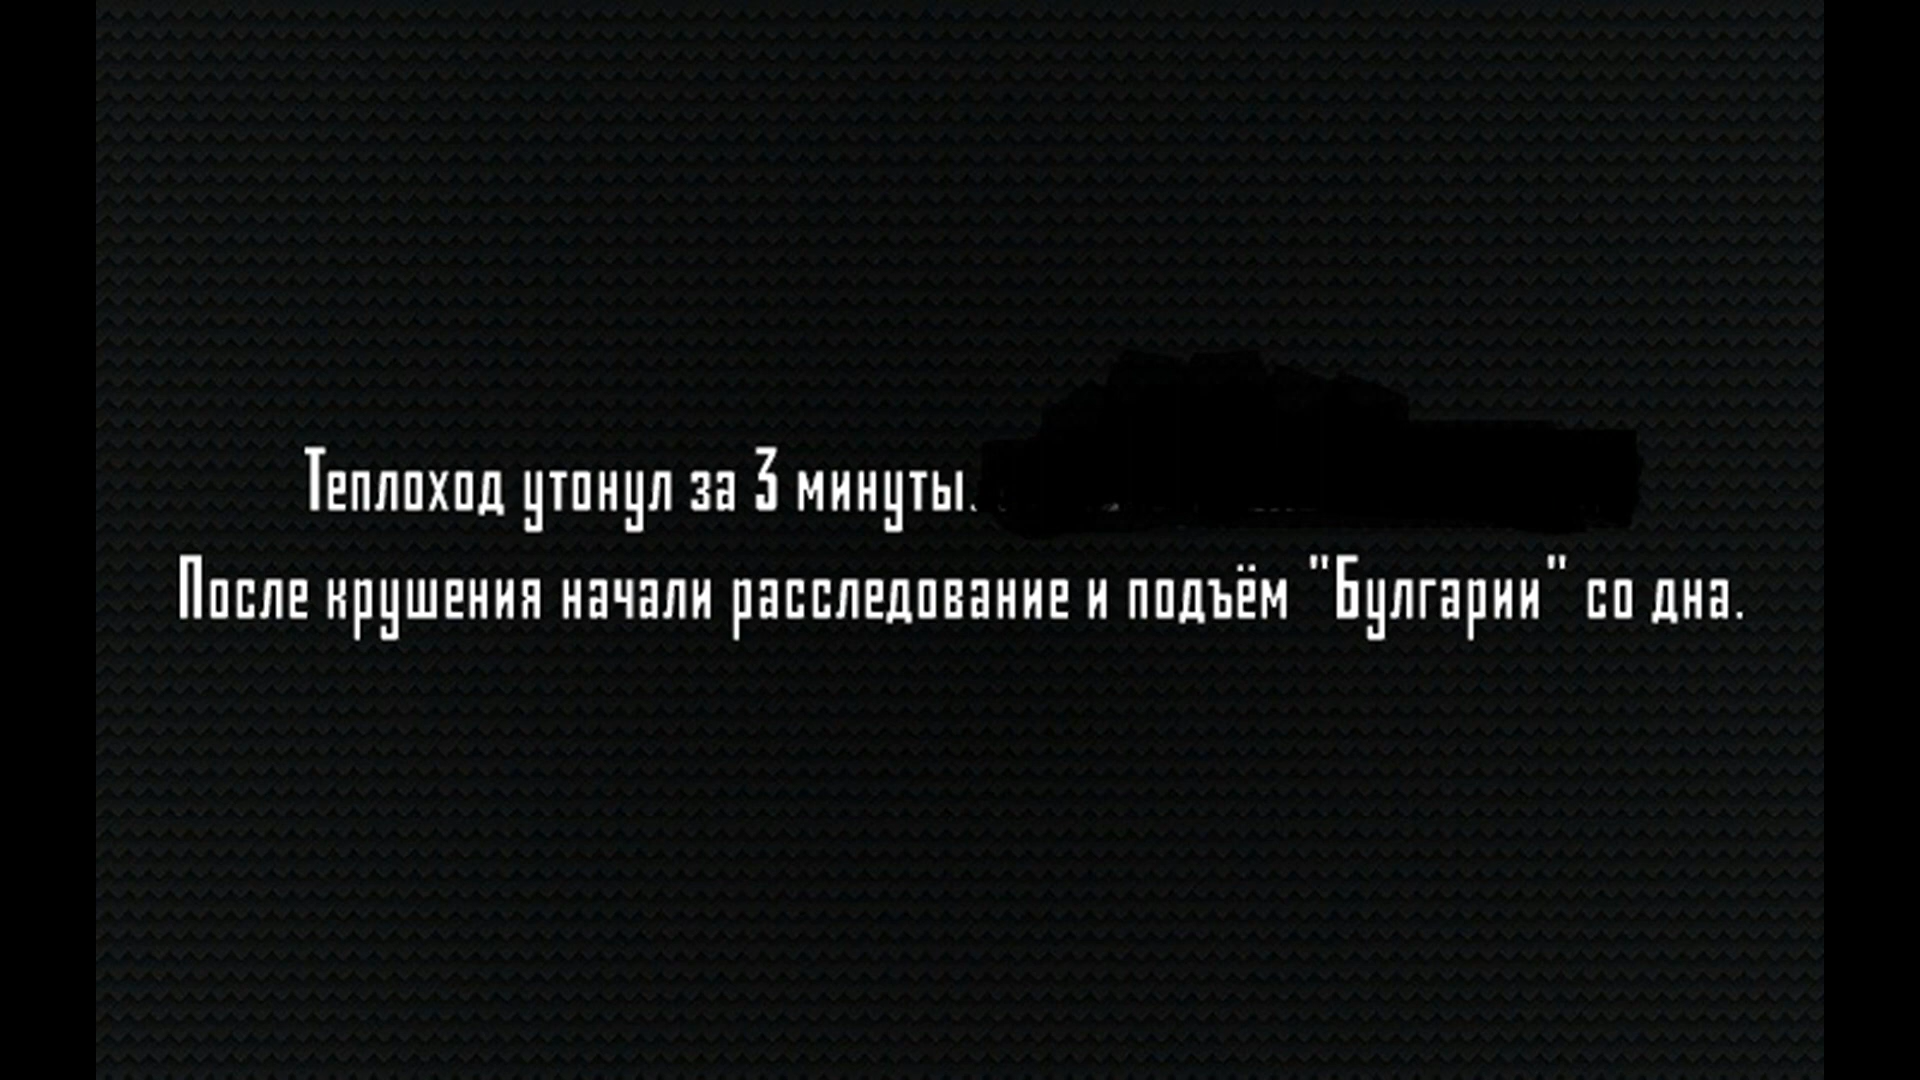 Теплоход утонул за 3 минуты.
После крушения начали расследование и подъём "Булгарии" со дна.